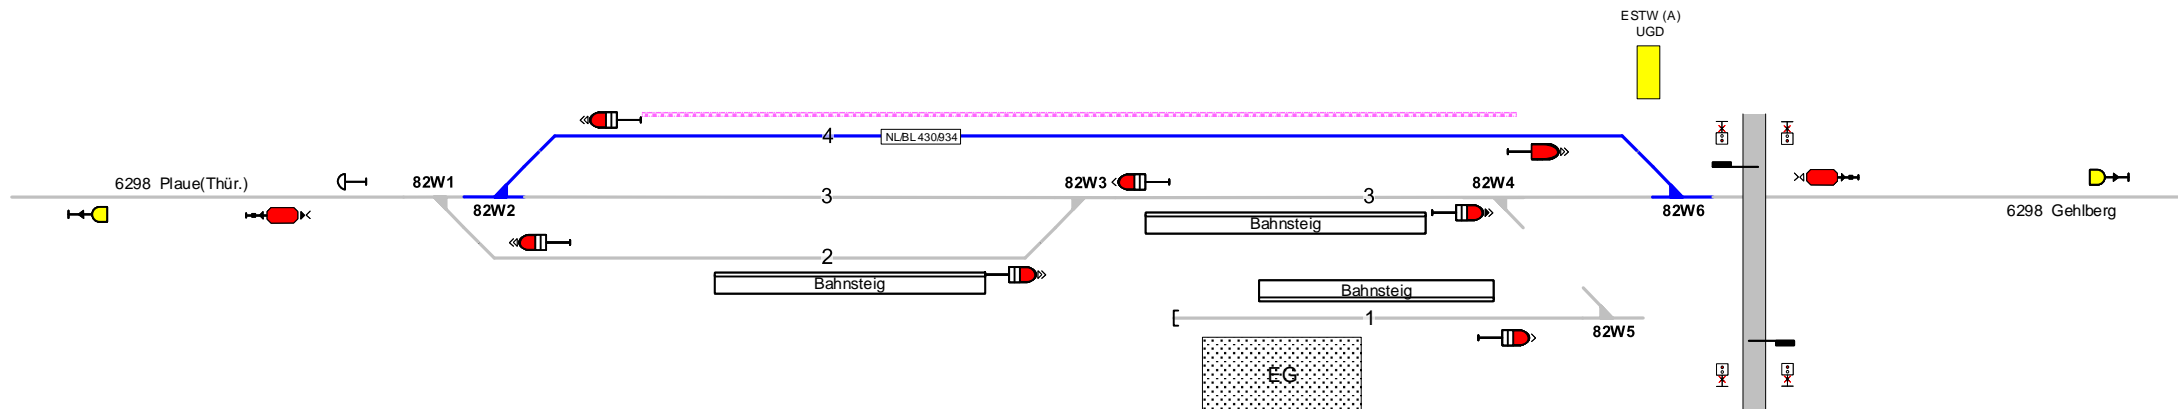 ESTW (A)
UGD
4
NL/BL 430/934
6298 Plaue(Thür.)
82W1
82W2
3
82W3
3
82W4
82W6
6298 Gehlberg
Bahnsteig
2
Bahnsteig
Bahnsteig
1
82W5
EG